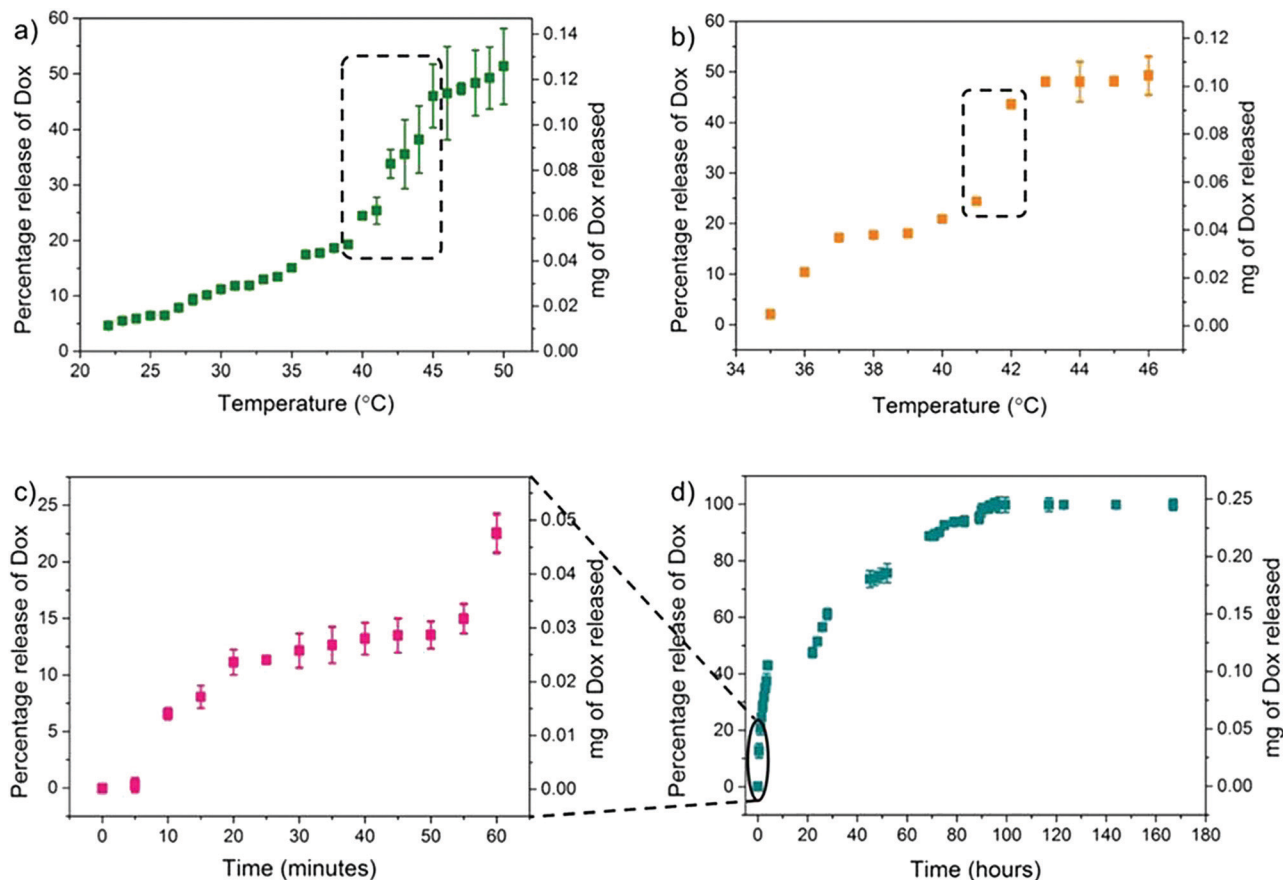 a)
Percentage release of Dox
60
50
40
30
20
10
0
20 25 30 35 40 45 50
Temperature (°C)
0.14
0.12
0.10
0.08
0.06
0.04
0.02
0.00
mg of Dox released
b)
Percentage release of Dox
60
50
40
30
20
10
0
34 36 38 40 42 44 46
Temperature (°C)
0.12
0.10
0.08
0.06
0.04
0.02
0.00
mg of Dox released
c)
Percentage release of Dox
25
20
15
10
5
0
0 10 20 30 40 50 60
Time (minutes)
0.05
0.04
0.03
0.02
0.01
0.00
mg of Dox released
d)
Percentage release of Dox
100
80
60
40
20
0
0 20 40 60 80 100 120 140 160 180
Time (hours)
0.25
0.20
0.15
0.10
0.05
0.00
mg of Dox released